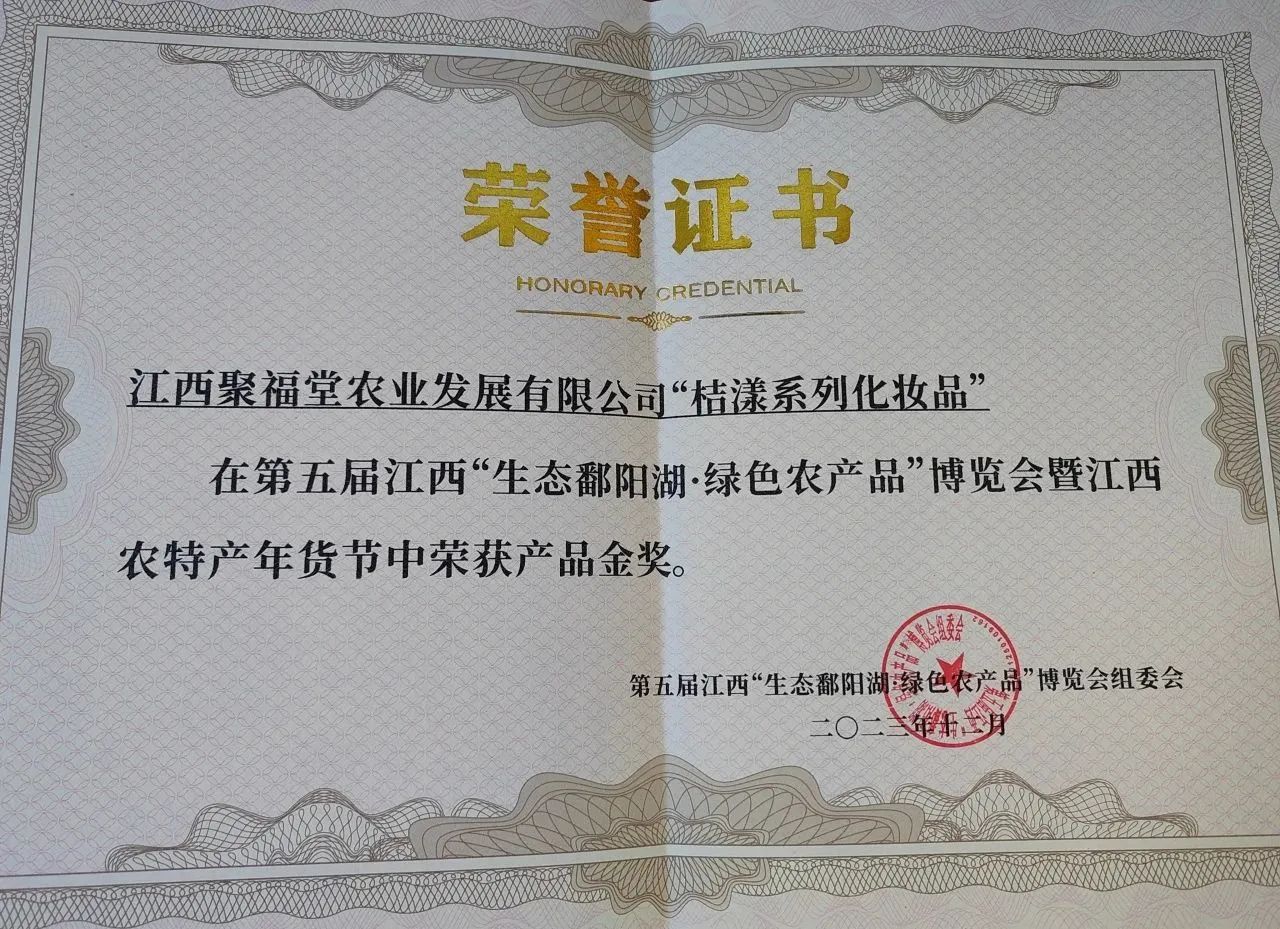 荣誉证书
HONORARY CREDENTIAL
江西聚福堂农业发展有限公司“桔漾系列化妆品”
在第五届江西“生态鄱阳湖·绿色农产品”博览会暨江西
农特产年货节中荣获产品金奖。
第五届江西“生态鄱阳湖·绿色农产品”博览会组委会
二〇二三年十二月